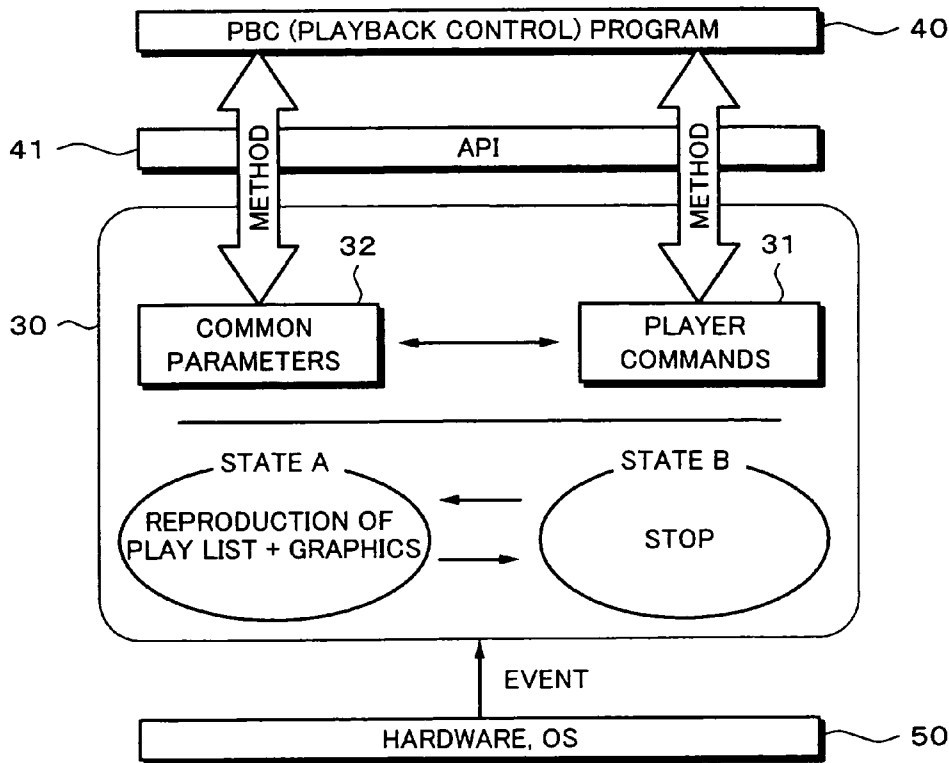 PBC (PLAYBACK CONTROL) PROGRAM
40
41
API
METHOD
METHOD
32
31
30
COMMON
PARAMETERS
PLAYER
COMMANDS
STATE A
REPRODUCTION OF
PLAY LIST + GRAPHICS
STATE B
STOP
EVENT
HARDWARE, OS
50